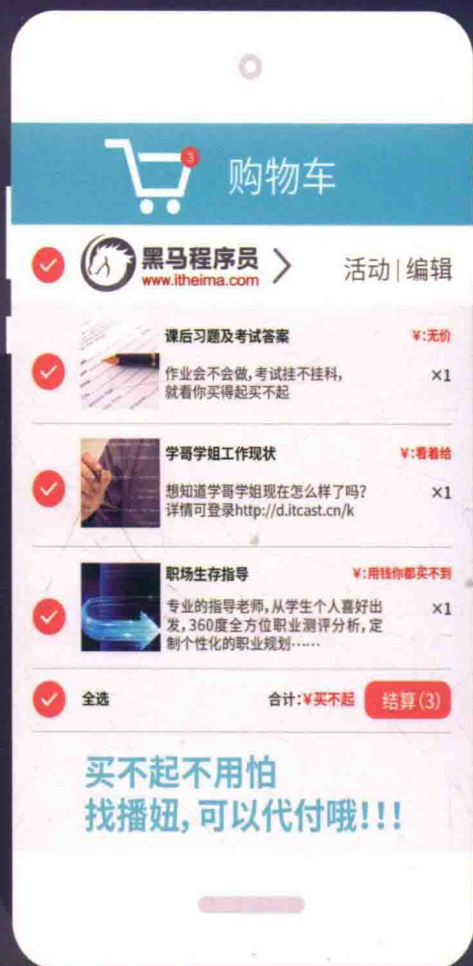 3
购物车
黑马程序员
www.itheima.com
活动|编辑
课后习题及考试答案
¥:无价
作业会不会做,考试挂不挂科,
就看你买得起买不起
×1
学哥学姐工作现状
¥:看着给
想知道学哥学姐现在怎么样了吗?
详情可登录http://d.itcast.cn/k
×1
职场生存指导
¥:用钱你都买不到
专业的指导老师,从学生个人喜好出
发,360度全方位职业测评分析,定
制个性化的职业规划……
×1
全选
合计:¥买不起
结算(3)
买不起不用怕
找播妞,可以代付哦!!!